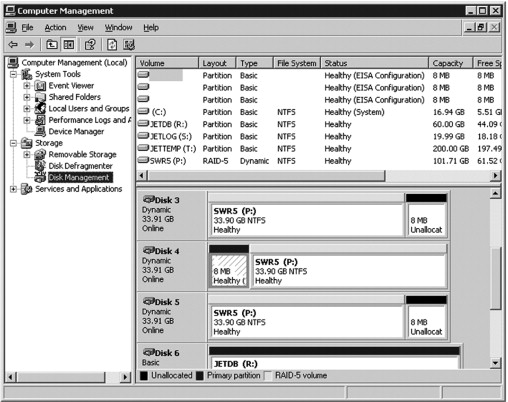 Computer Management
File Action View Window Help
Computer Management (Local)
System Tools
Event Viewer
Shared Folders
Local Users and Groups
Performance Logs and A
Device Manager
Storage
Removable Storage
Disk Defragmenter
Disk Management
Services and Applications
Volume Layout Type File System Status Capacity Free Sp
Partition Basic Healthy (EISA Configuration) 8 MB 8 MB
Partition Basic Healthy (EISA Configuration) 8 MB 8 MB
Partition Basic Healthy (EISA Configuration) 8 MB 8 MB
(C:) Partition Basic NTFS Healthy (System) 16.94 GB 5.51 G
JETDB (R:) Partition Basic NTFS Healthy 60.00 GB 44.09
JETLOG (S:) Partition Basic NTFS Healthy 19.99 GB 18.18
JETTEMP (T:) Partition Basic NTFS Healthy 200.00 GB 197.49
SWR5 (P:) RAID-5 Dynamic NTFS Healthy 101.71 GB 61.52
Disk 3
Dynamic
33.91 GB
Online
SWR5 (P:)
33.90 GB NTFS
Healthy
8 MB
Unallocat
Disk 4
Dynamic
33.91 GB
Online
8 MB
Healthy (
SWR5 (P:)
33.90 GB NTFS
Healthy
Disk 5
Dynamic
33.91 GB
Online
SWR5 (P:)
33.90 GB NTFS
Healthy
8 MB
Unallocat
Disk 6
Basic
JETDB (R:)
Unallocated Primary partition RAID-5 volume